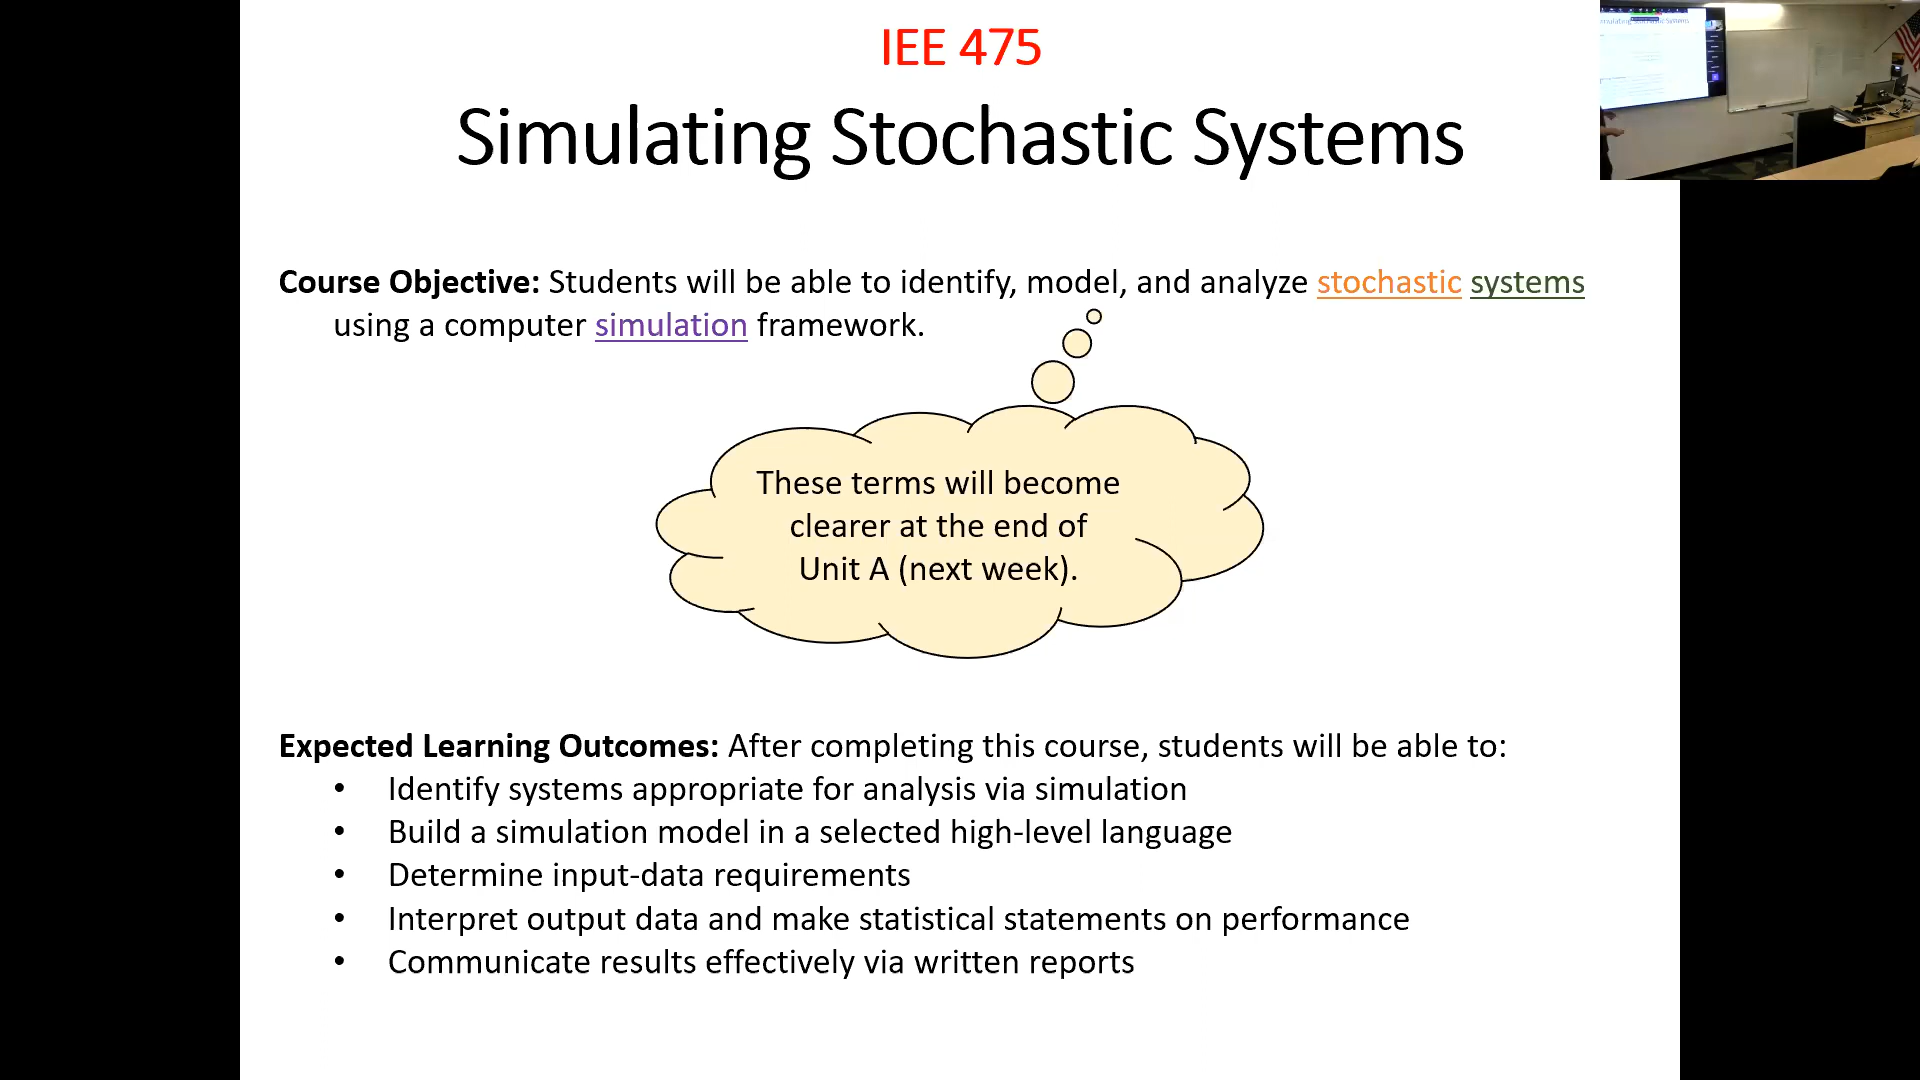 IEE 475
Simulating Stochastic Systems
Course Objective: Students will be able to identify, model, and analyze stochastic systems
using a computer simulation framework.
These terms will become
clearer at the end of
Unit A (next week).
Expected Learning Outcomes: After completing this course, students will be able to:
• Identify systems appropriate for analysis via simulation
• Build a simulation model in a selected high-level language
• Determine input-data requirements
• Interpret output data and make statistical statements on performance
• Communicate results effectively via written reports